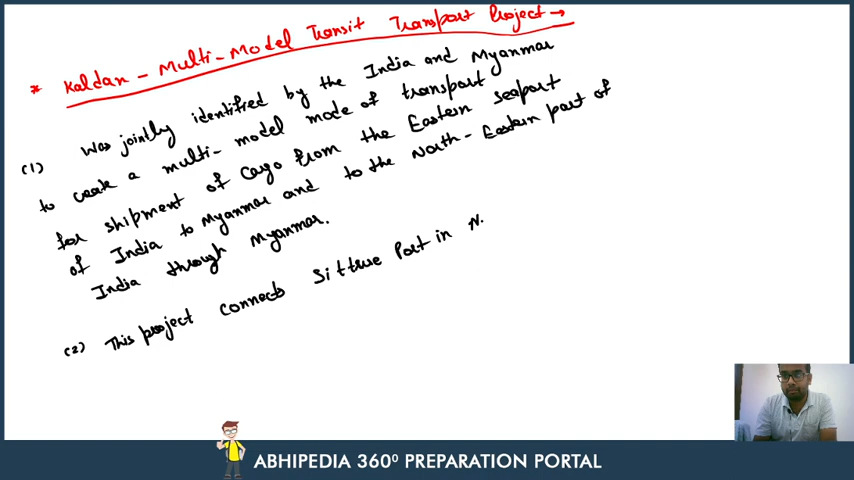 * Kaldan - Multi-Model Transit Transport Project →
(1) Was jointly identified by the India and Myanmar
to create a multi-model mode of transport
for shipment of Cargo from the Eastern seaport
of India to Myanmar and to the North-Eastern part of
India through Myanmar.
(2) This project connects Sittwe Port in
ABHIPEDIA 360º PREPARATION PORTAL